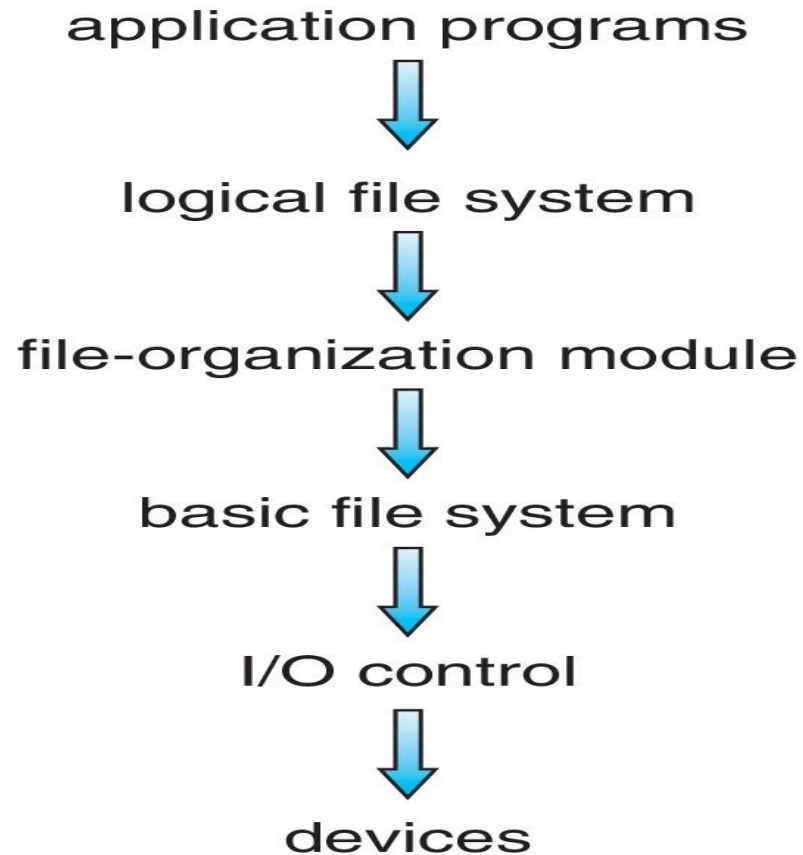 application programs
logical file system
file-organization module
basic file system
I/O control
devices